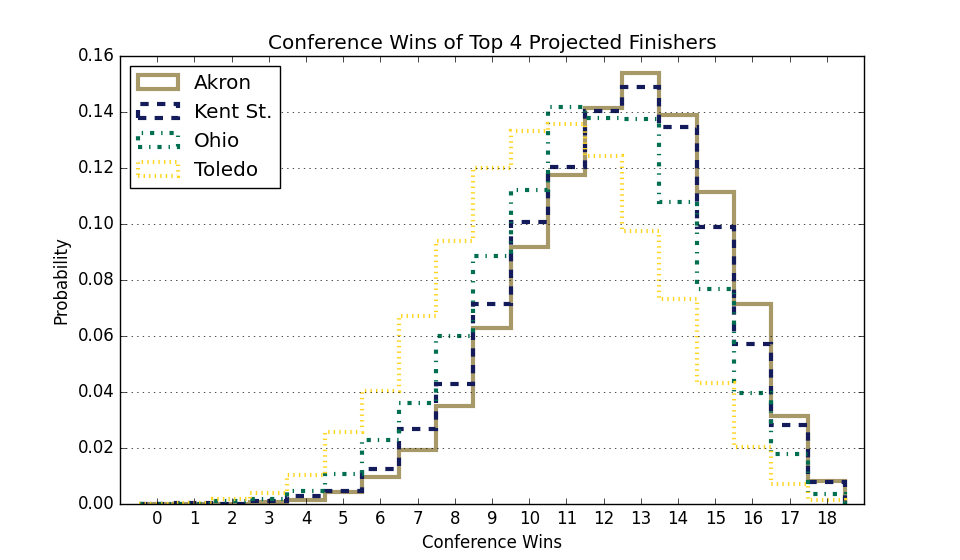 Conference Wins of Top 4 Projected Finishers
0.16
0.14
0.12
0.10
0.08
0.06
0.04
0.02
0.00
Probability
Akron
Kent St.
Ohio
Toledo
0 1 2 3 4 5 6 7 8 9 10 11 12 13 14 15 16 17 18
Conference Wins